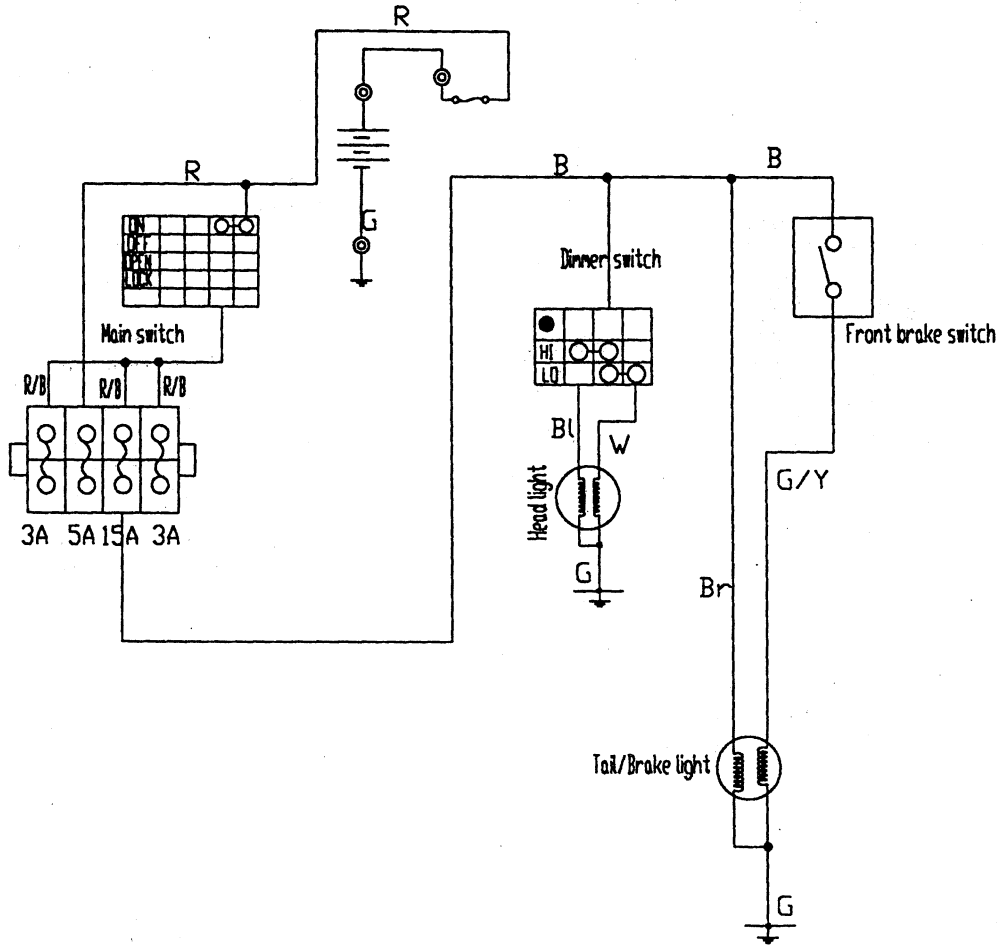 R
R
G
B
B
ON
OFF
OPEN
LOCK
Main switch
Dimmer switch
Front brake switch
R/B
R/B
R/B
HI
LO
Bl
W
G/Y
Head light
3A
5A
15A
3A
G
Br
Tail/Brake light
G